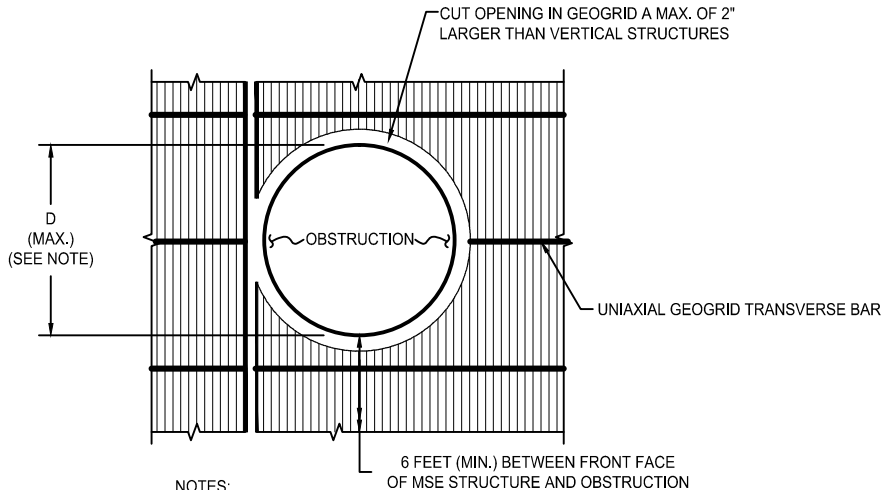 CUT OPENING IN GEOGRID A MAX. OF 2"
LARGER THAN VERTICAL STRUCTURES
D
(MAX.)
(SEE NOTE)
OBSTRUCTION
UNIAXIAL GEOGRID TRANSVERSE BAR
6 FEET (MIN.) BETWEEN FRONT FACE
OF MSE STRUCTURE AND OBSTRUCTION
NOTES: